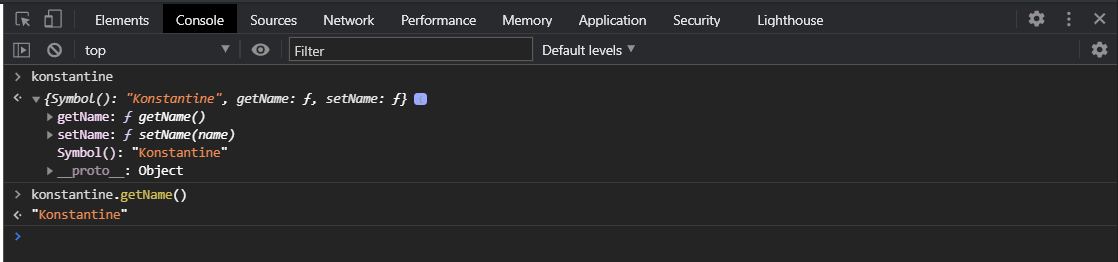 Elements Console Sources Network Performance Memory Application Security Lighthouse
top Filter Default levels
konstantine
{Symbol(): "Konstantine", getName: ƒ, setName: ƒ}
getName: ƒ getName()
setName: ƒ setName(name)
Symbol(): "Konstantine"
__proto__: Object
konstantine.getName()
"Konstantine"